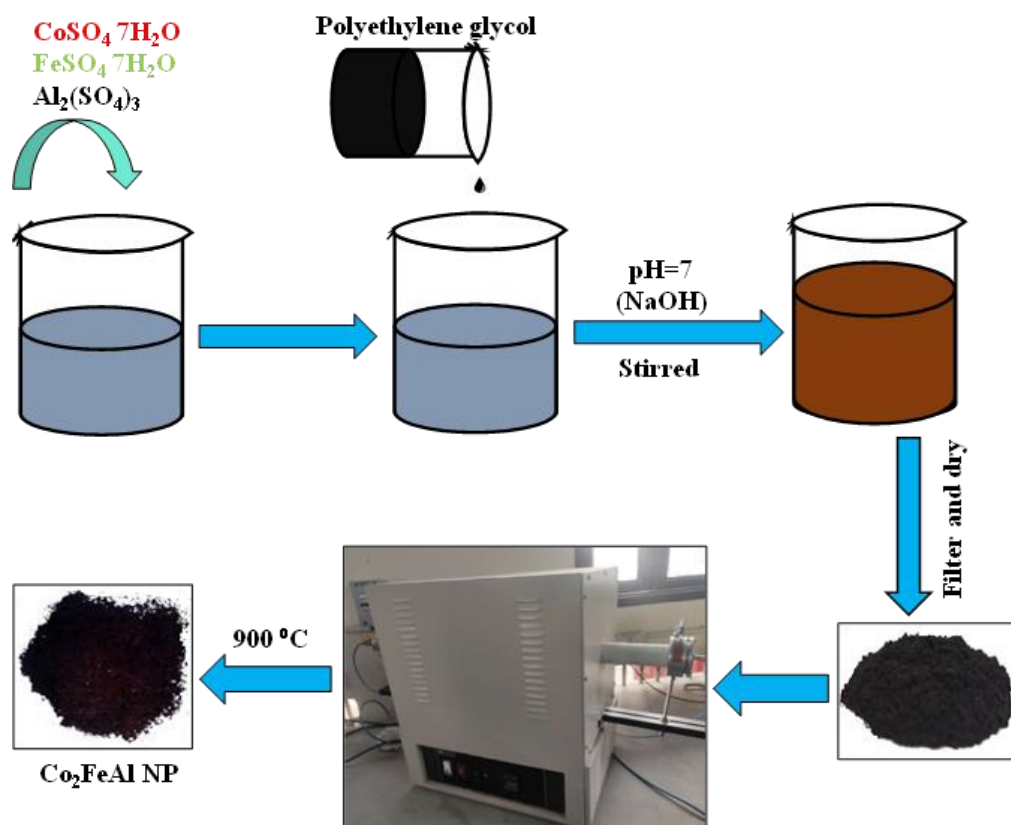 CoSO₄ 7H₂O
FeSO₄ 7H₂O
Al₂(SO₄)₃
Polyethylene glycol
pH=7
(NaOH)
Stirred
Filter and dry
900 ⁰C
Co₂FeAl NP